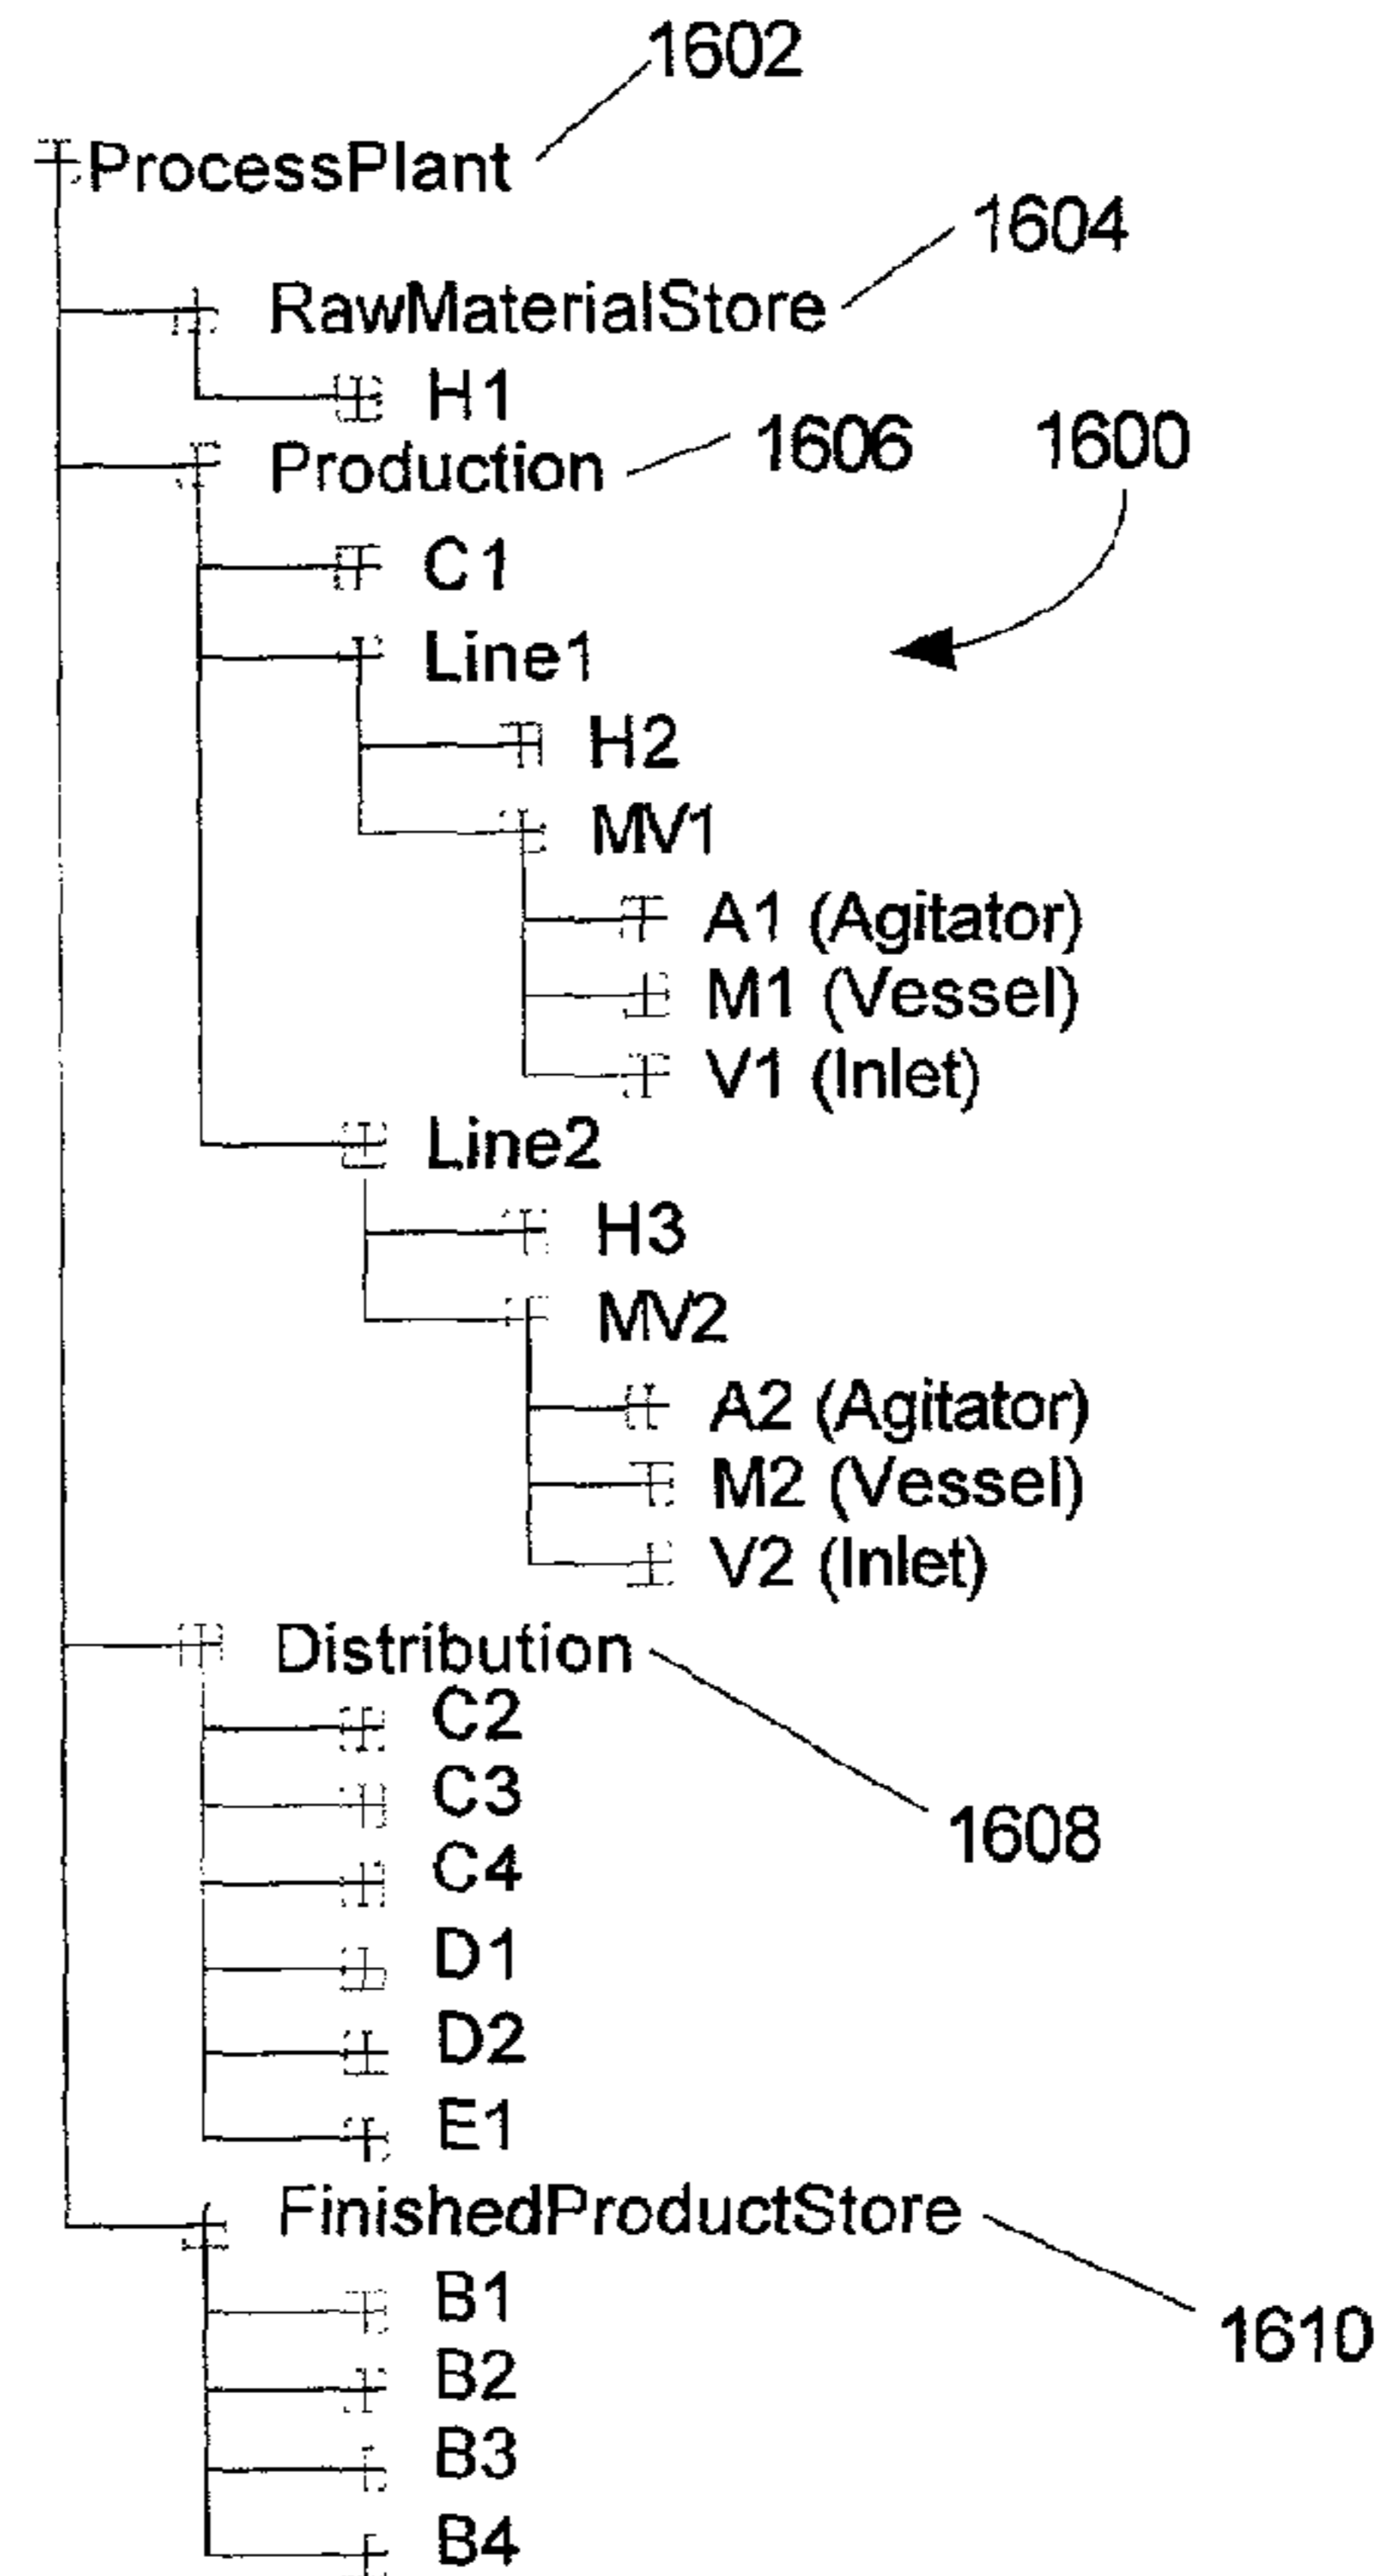 1602
ProcessPlant
1604
RawMaterialStore
H1
Production 1606 1600
C1
Line1
H2
MV1
A1 (Agitator)
M1 (Vessel)
V1 (Inlet)
Line2
H3
MV2
A2 (Agitator)
M2 (Vessel)
V2 (Inlet)
Distribution
C2
C3
1608
C4
D1
D2
E1
FinishedProductStore
B1
1610
B2
B3
B4